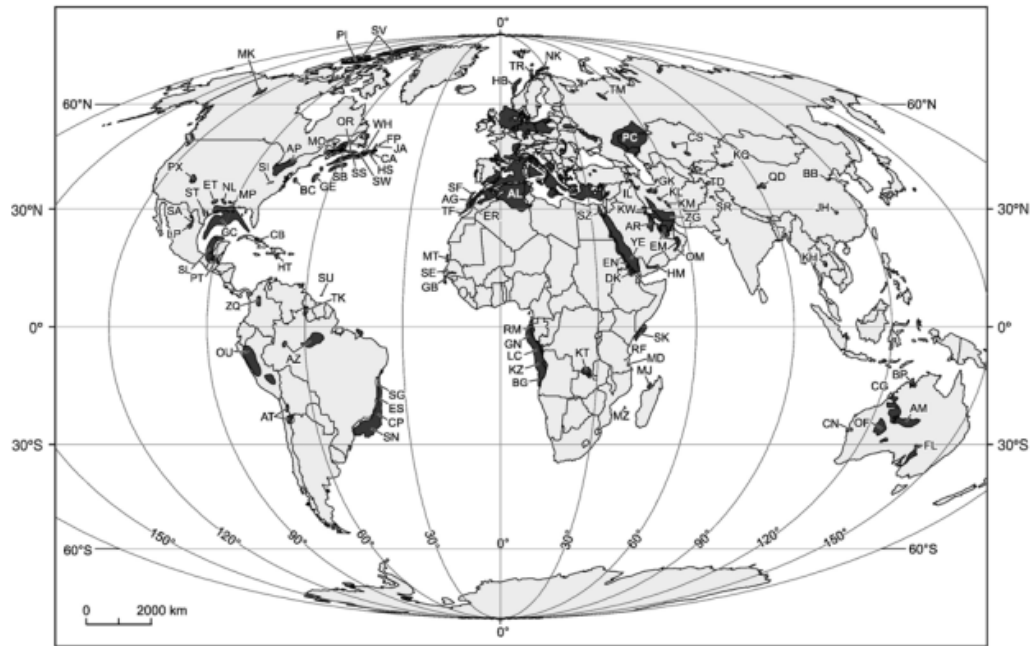 0°
PI
SV
MK
TR
NK
HB
TM
60°N
60°N
OR
WH
MO
FP
JA
AP
CA
HS
SI
SS
SW
SB
GE
BC
PX
ST
ET
NL
MP
PC
CS
KO
BB
QD
TD
GK
KL
IL
SF
AG
AL
TF
ER
SZ
KW
KM
SR
ZG
AR
JH
30°N
30°N
SA
LP
GC
CB
SL
PT
HT
MT
SE
GB
YE
EM
OM
EN
DK
HM
KH
SU
TK
ZQ
0°
0°
RM
GN
LC
KZ
BG
KT
SK
RF
MD
MJ
MZ
OU
AZ
AT
SG
ES
CP
SN
BP
CG
AM
CN
OF
FL
30°S
30°S
150°
120°
90°
60°
30°
0°
30°
60°
90°
120°
150°
60°S
60°S
0
2000 km
0°